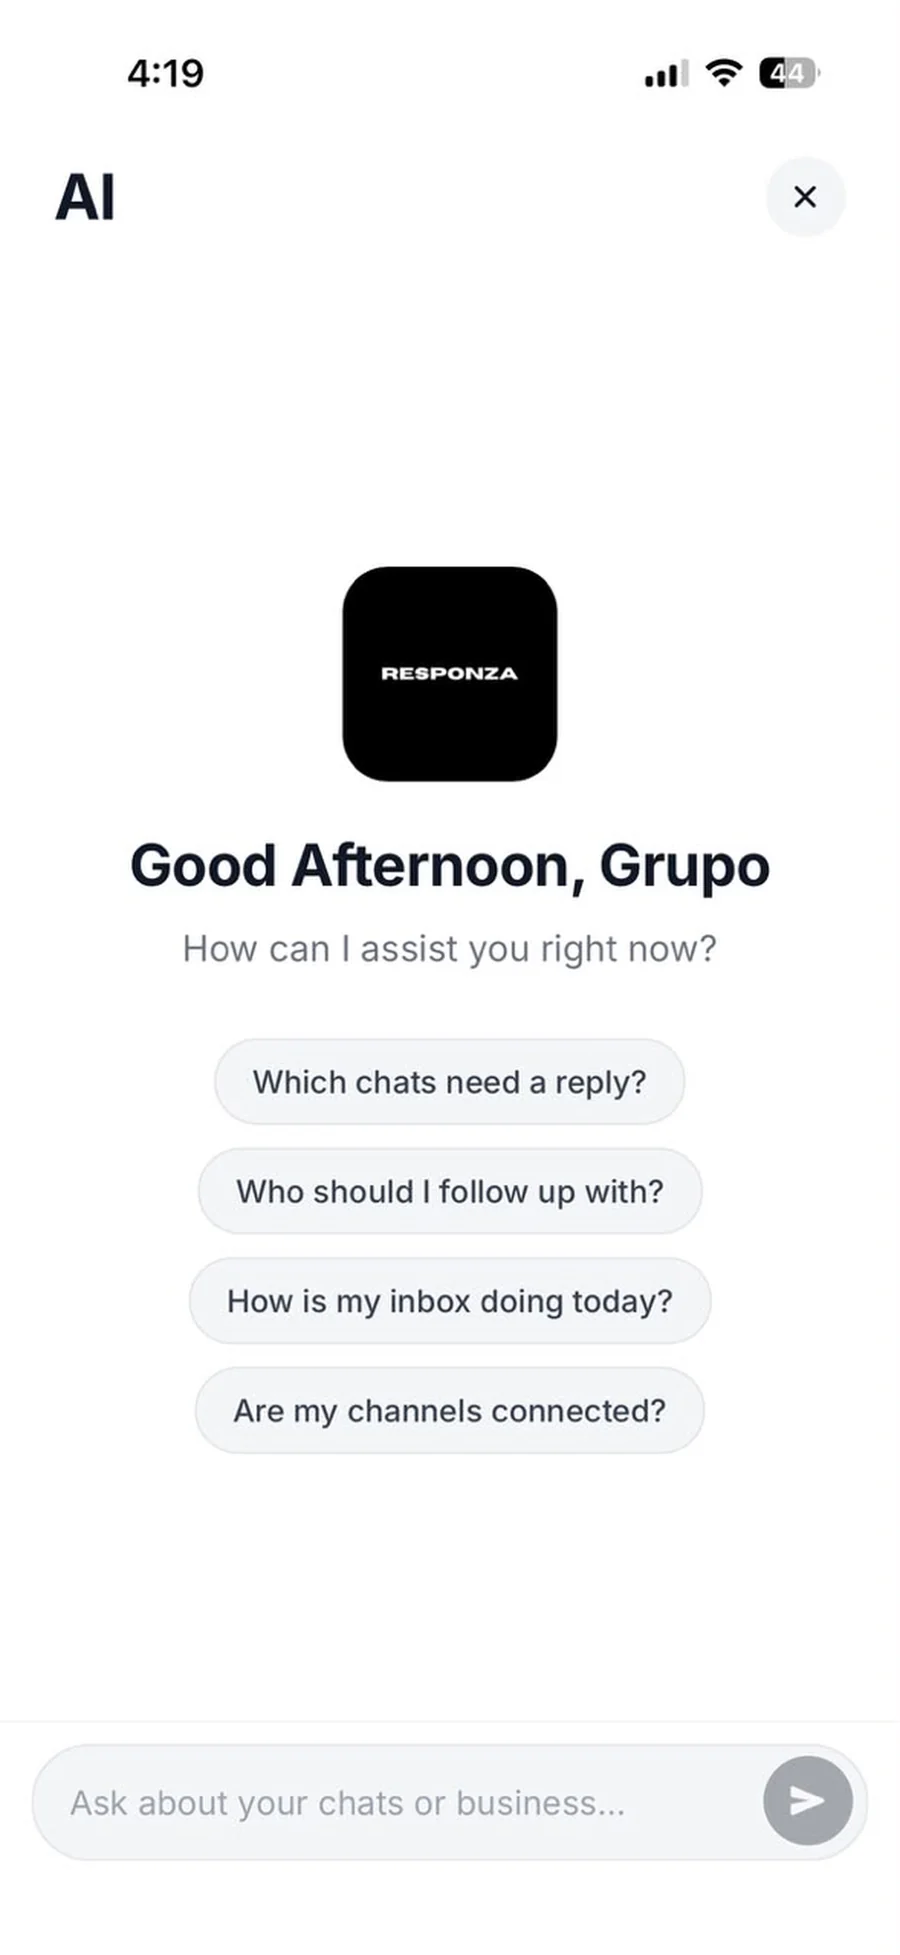 4:19
44
AI
RESPONZA
Good Afternoon, Grupo
How can I assist you right now?
Which chats need a reply?
Who should I follow up with?
How is my inbox doing today?
Are my channels connected?
Ask about your chats or business...